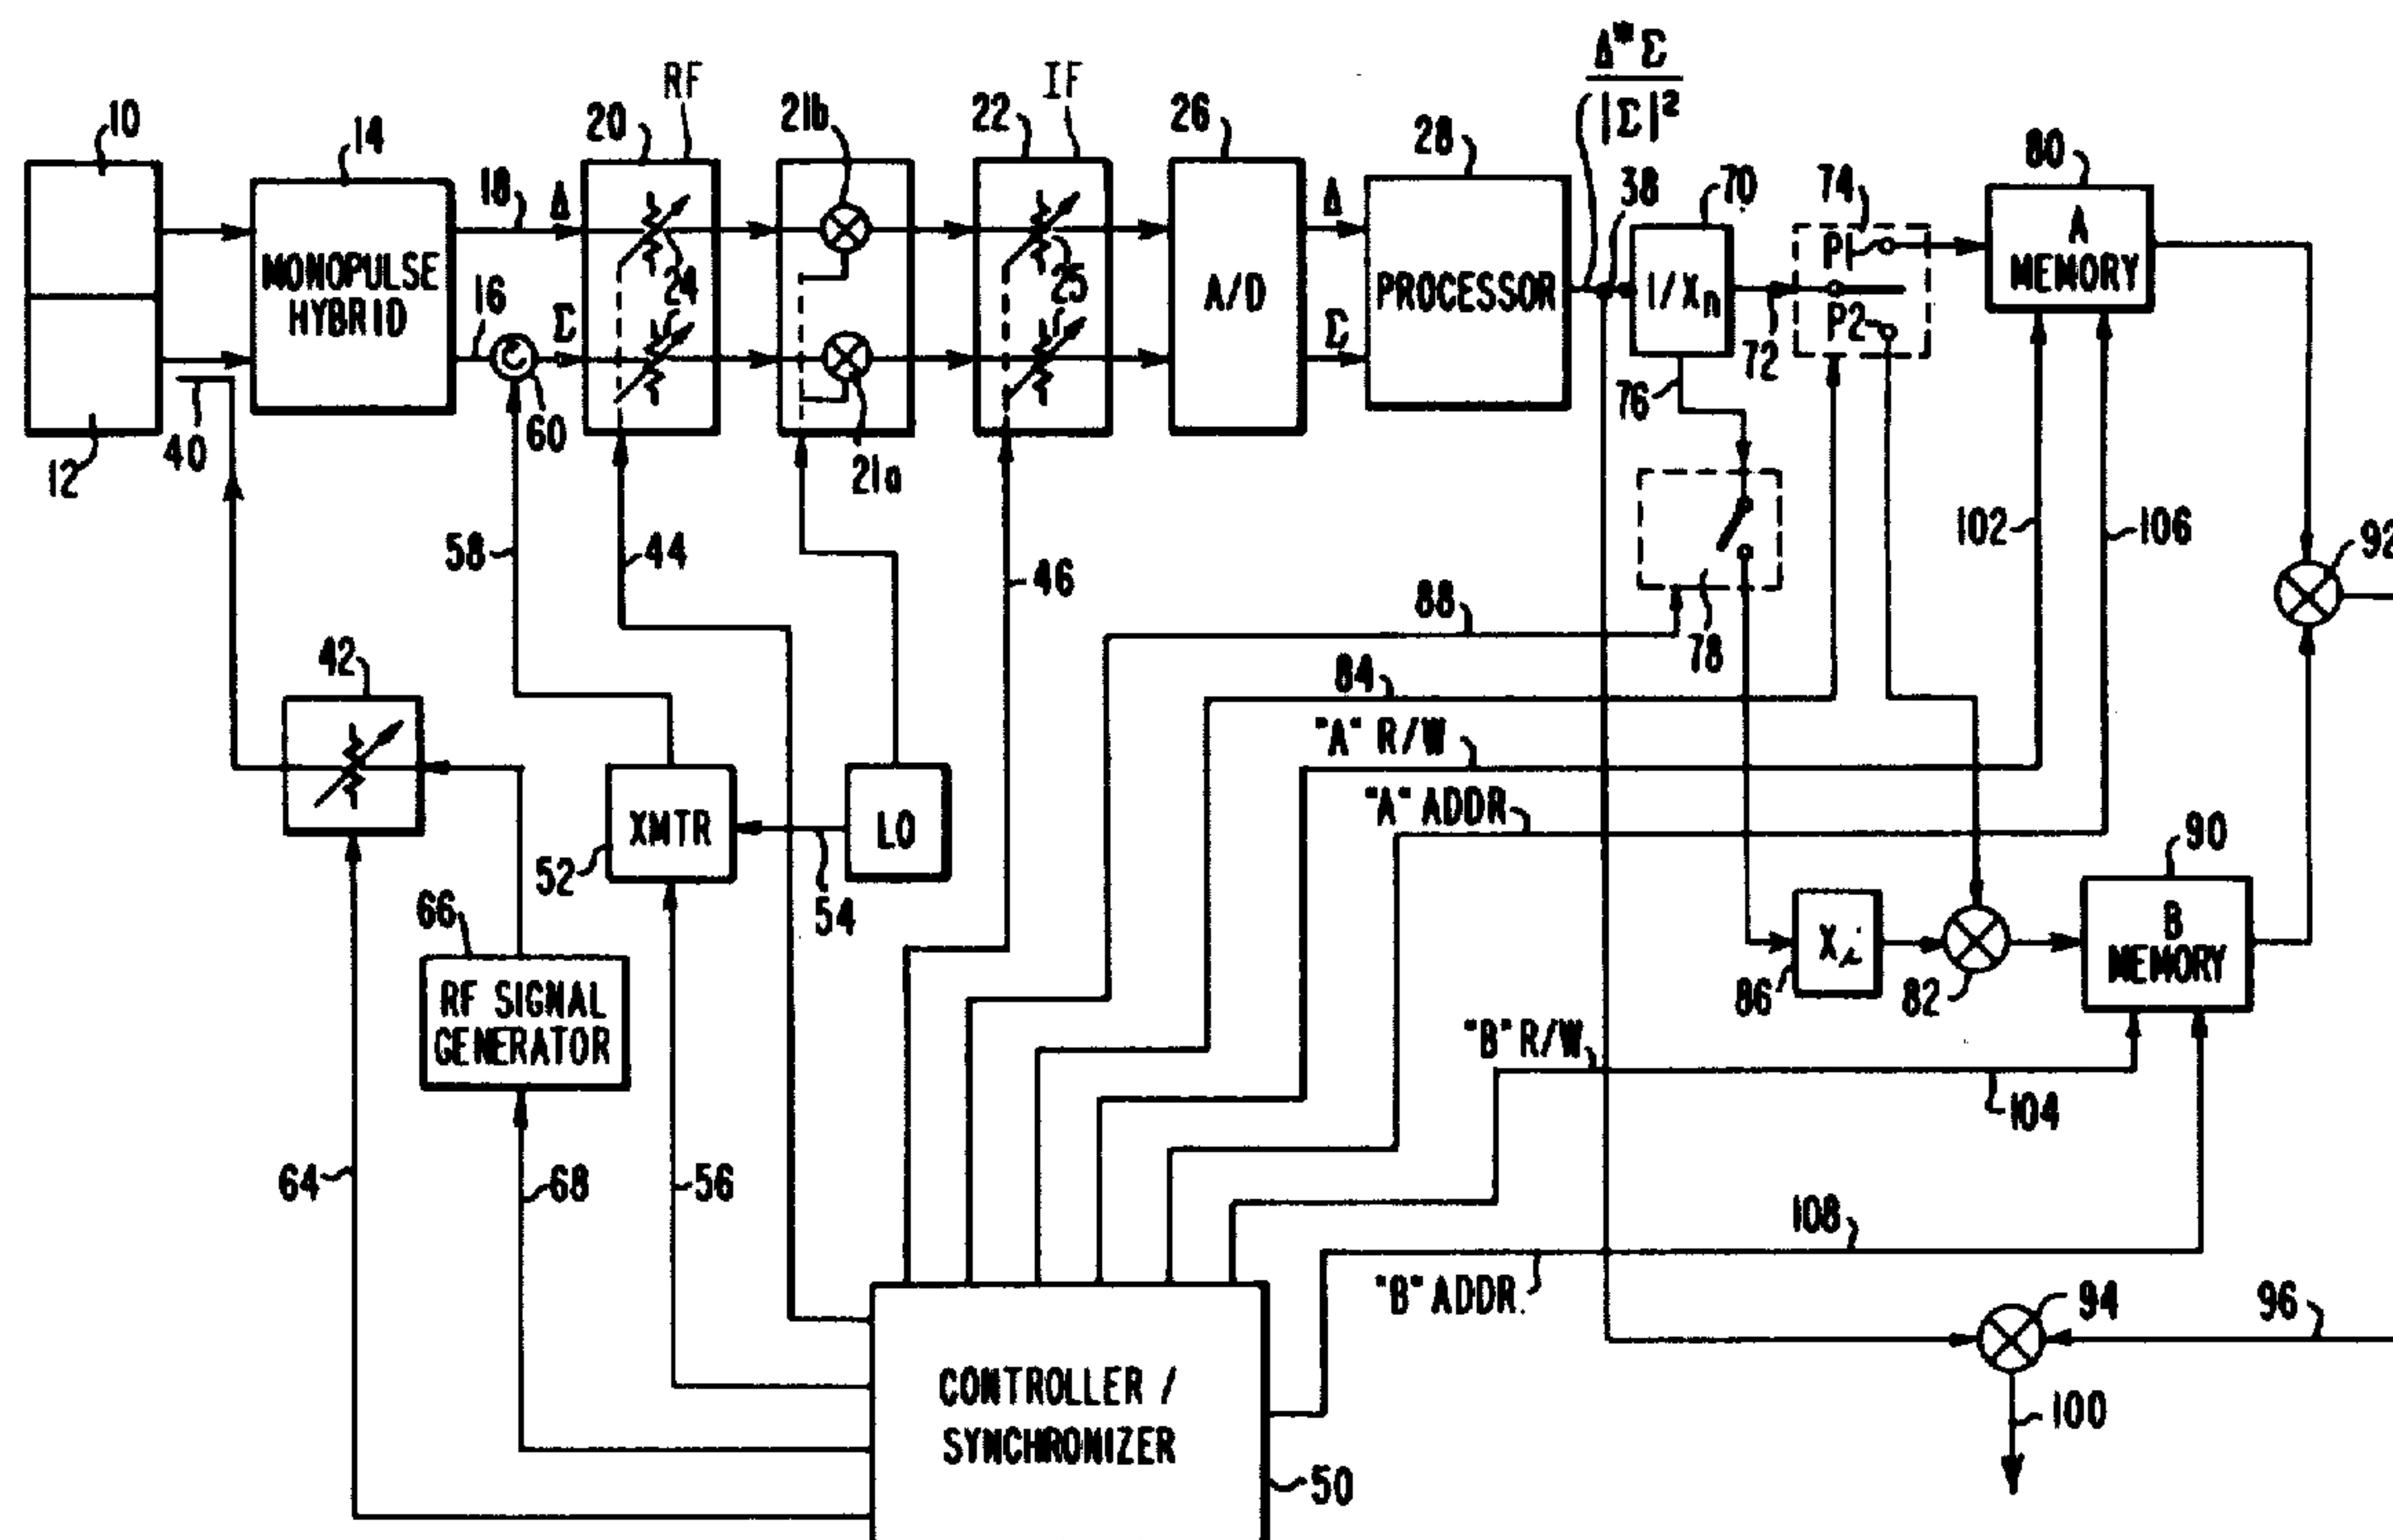 Δ*Σ
|Σ|²
RF
IF
10
14
20
21b
22
26
28
38
70
74
80
18
Δ
Δ
MONOPULSE
HYBRID
24
25
A/D
PROCESSOR
1/Xn
P1
P2
A
MEMORY
16
Σ
Σ
72
76
60
40
12
21a
58
44
46
102
106
92
88
78
42
84
"A" R/W
"A" ADDR
XMTR
LO
52
54
90
66
Xi
86
82
B
MEMORY
RF SIGNAL
GENERATOR
"B" R/W
104
64
68
56
108
"B" ADDR.
94
96
CONTROLLER /
SYNCHRONIZER
100
50